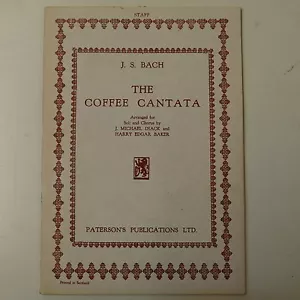 STAFF
J. S. BACH
THE
COFFEE CANTATA
Arranged for
Soli and Chorus by
J. MICHAEL DIACK and
HARRY EDGAR BAKER
PATERSON'S PUBLICATIONS LTD.
Printed in Scotland